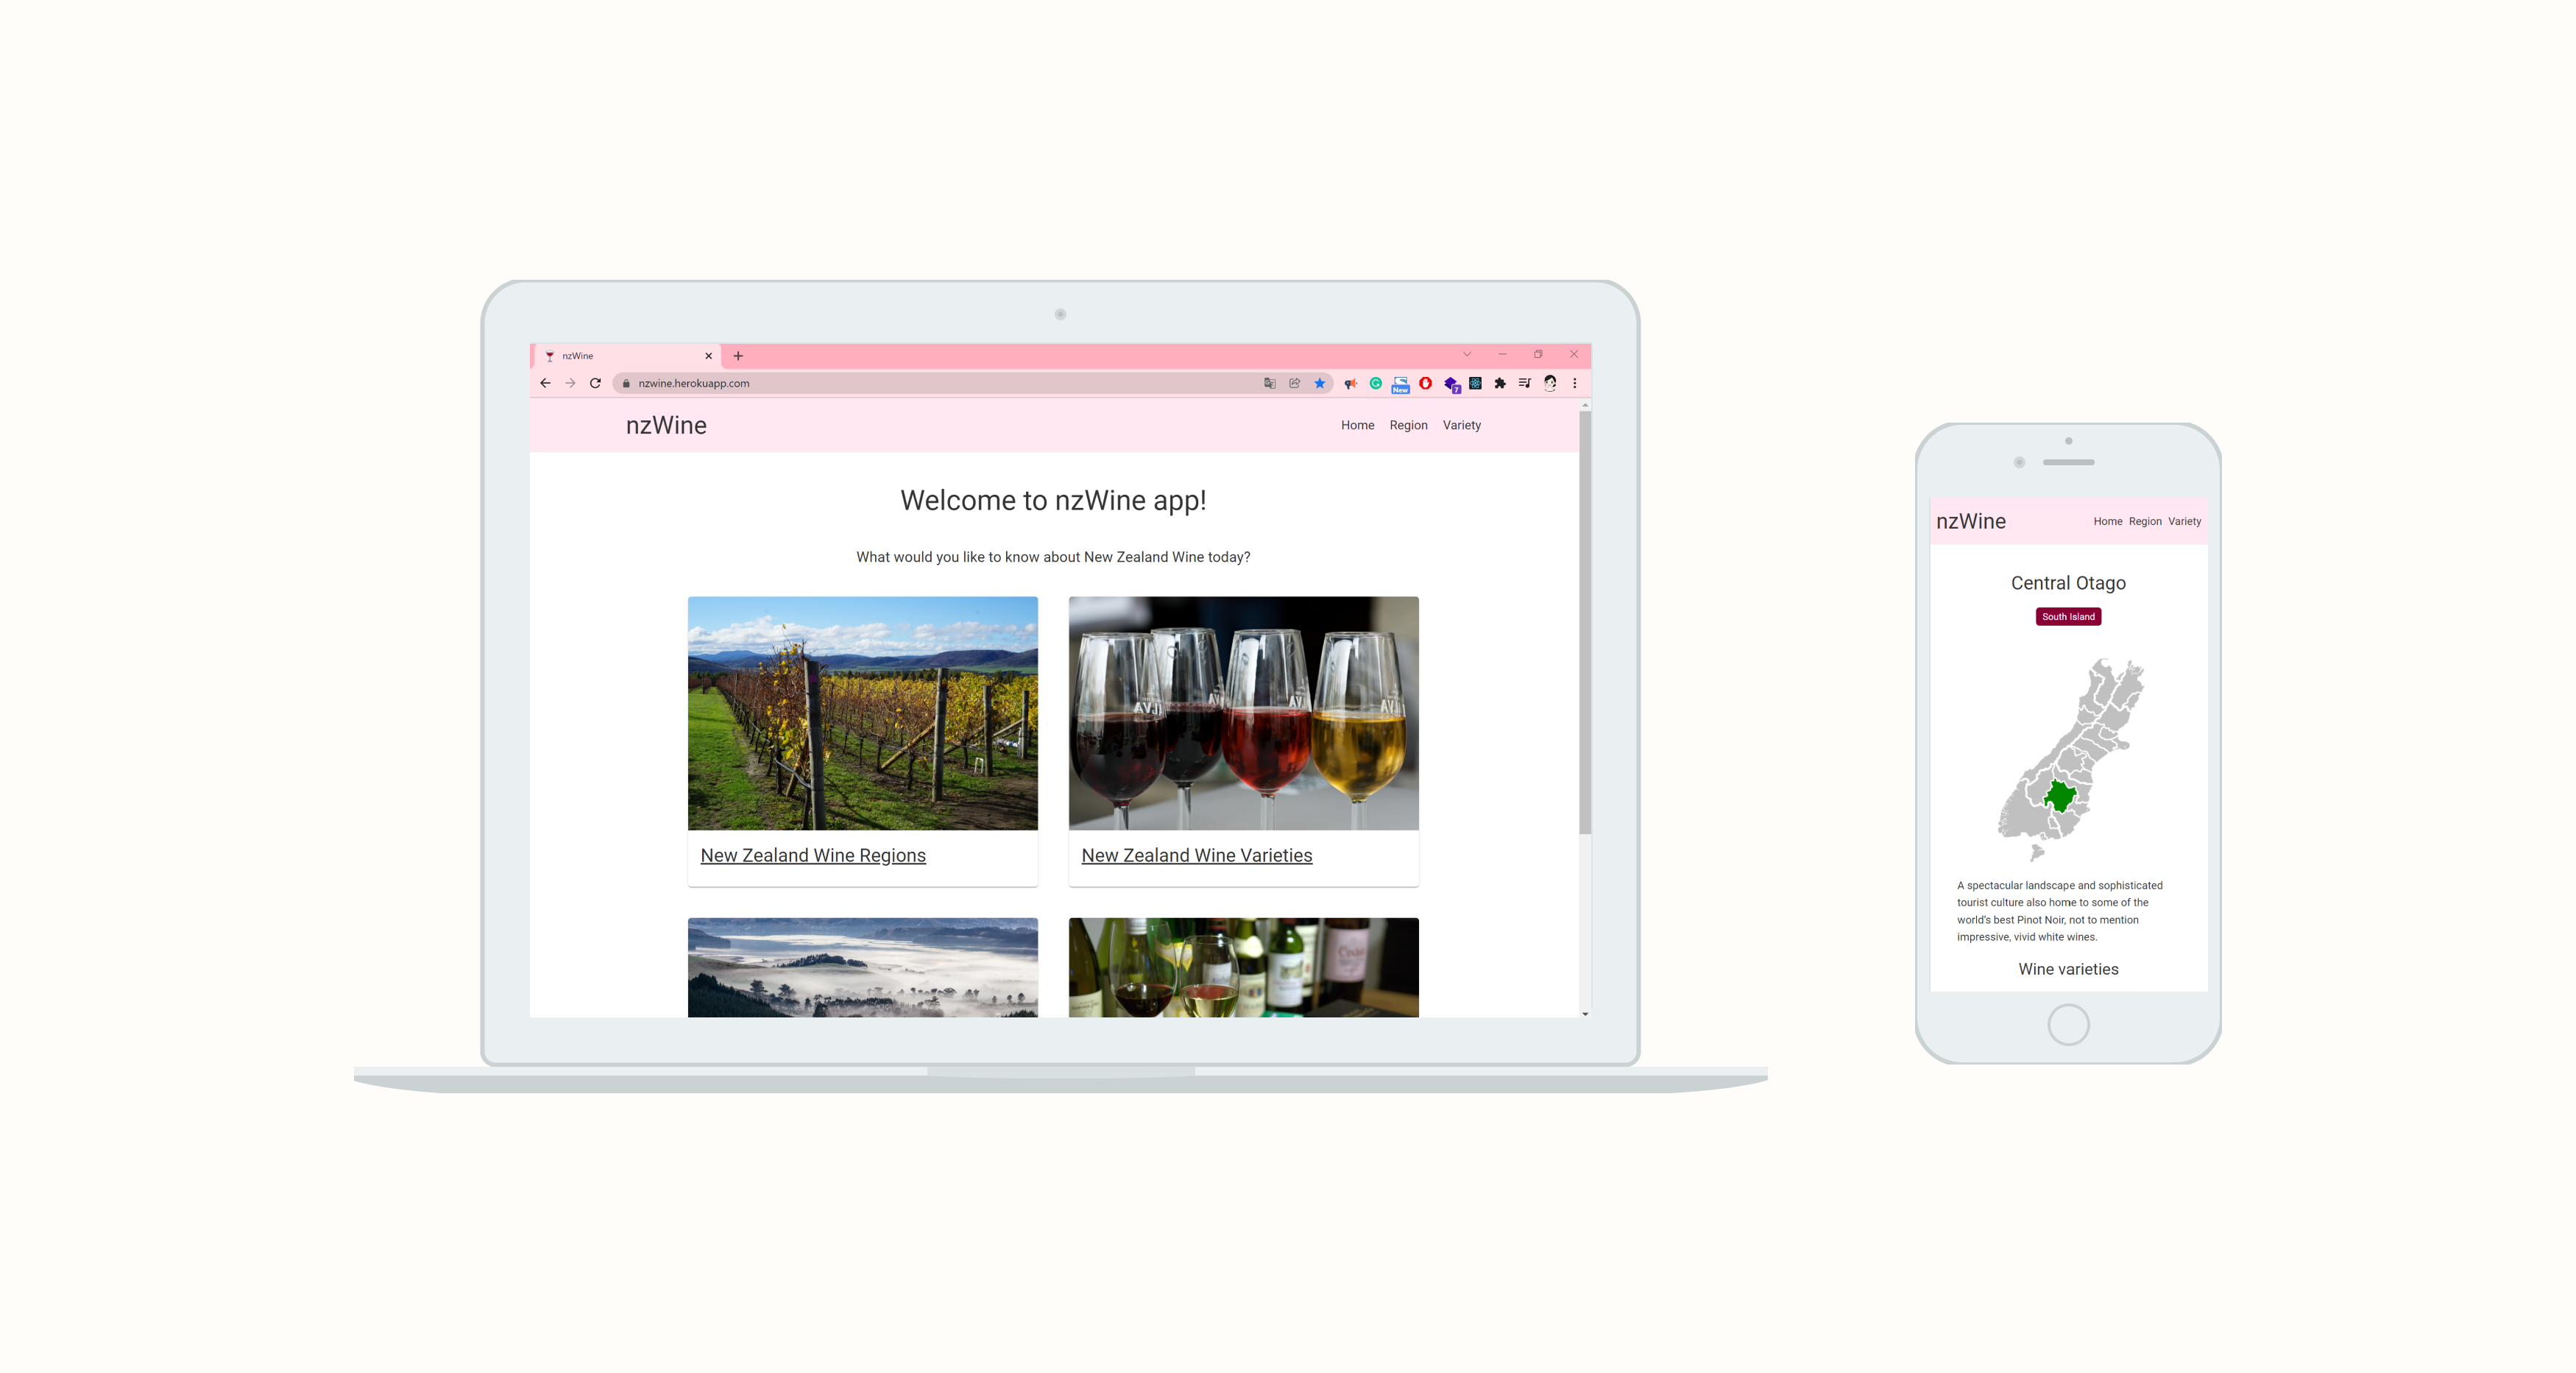 nzWine
nzwine.herokuapp.com
New
7
nzWine
Home Region Variety
Welcome to nzWine app!
What would you like to know about New Zealand Wine today?
New Zealand Wine Regions
New Zealand Wine Varieties
nzWine
Home Region Variety
Central Otago
South Island
A spectacular landscape and sophisticated
tourist culture also home to some of the
world's best Pinot Noir, not to mention
impressive, vivid white wines.
Wine varieties